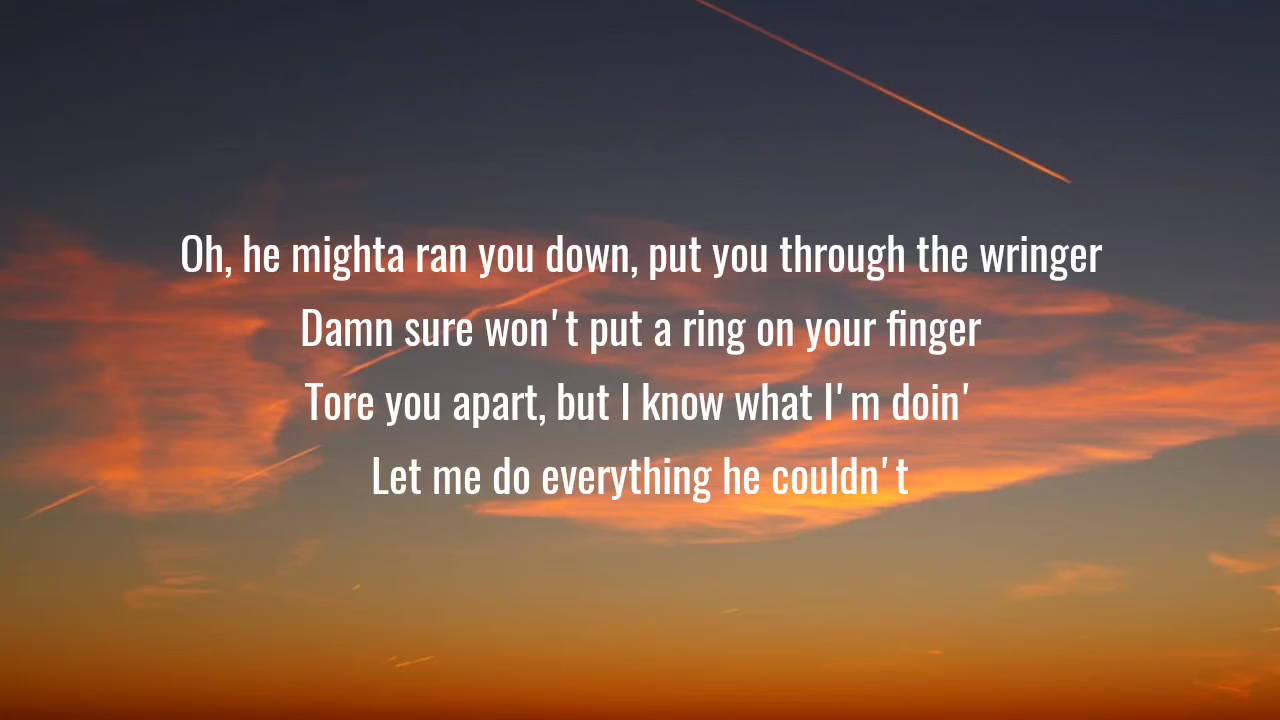 Oh, he mighta ran you down, put you through the wringer
Damn sure won't put a ring on your finger
Tore you apart, but I know what I'm doin'
Let me do everything he couldn't